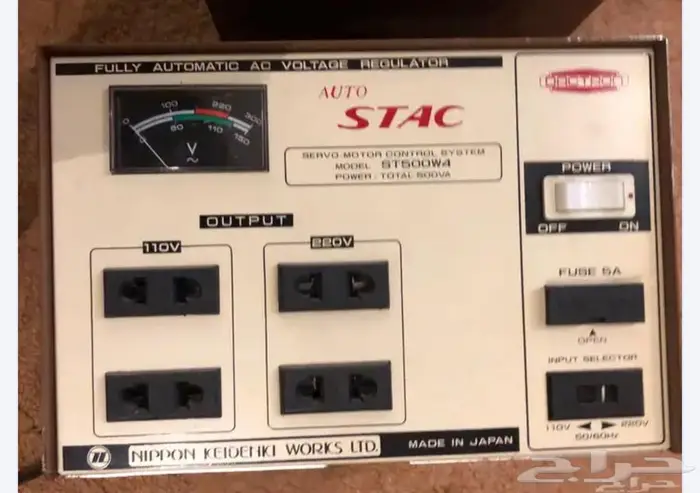 FULLY AUTOMATIC AC VOLTAGE REGULATOR
AUTO
STAC
SERVO MOTOR CONTROL SYSTEM
MODEL ST500W4
POWER · TOTAL 500VA
0 100 220 300
0 80 110 150
V
~
OUTPUT
110V
220V
POWER
OFF ON
FUSE 5A
OPEN
INPUT SELECTOR
110V 220V
50/60Hz
NIPPON KEIDENKI WORKS LTD.
MADE IN JAPAN
حراج